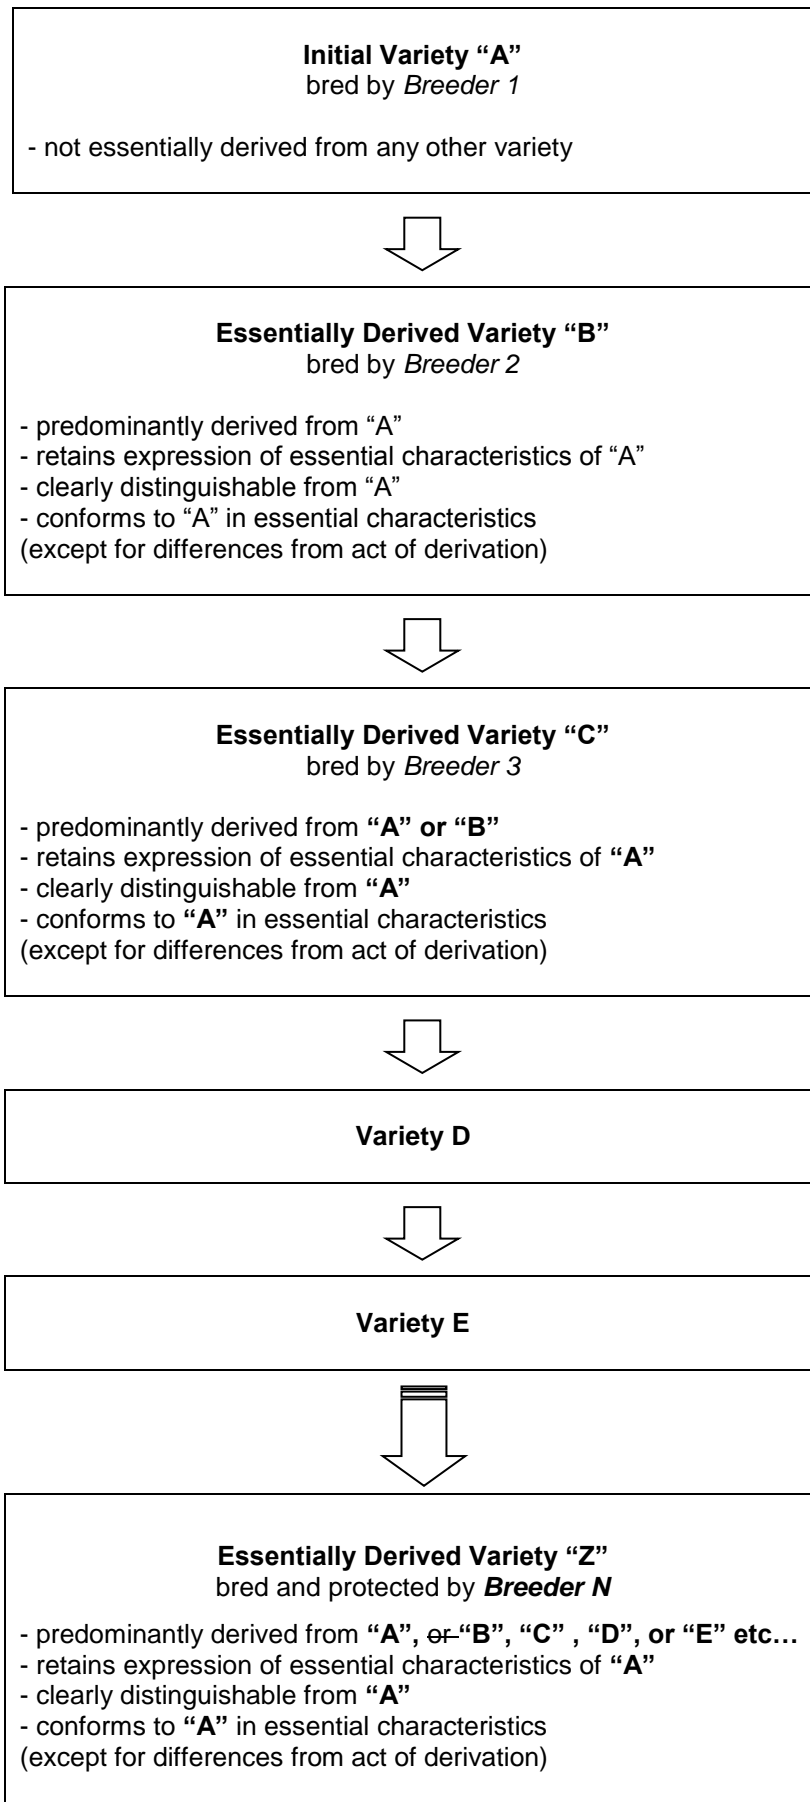 Initial Variety “A”
bred by Breeder 1
- not essentially derived from any other variety
Essentially Derived Variety “B”
bred by Breeder 2
- predominantly derived from “A”
- retains expression of essential characteristics of “A”
- clearly distinguishable from “A”
- conforms to “A” in essential characteristics
(except for differences from act of derivation)
Essentially Derived Variety “C”
bred by Breeder 3
- predominantly derived from “A” or “B”
- retains expression of essential characteristics of “A”
- clearly distinguishable from “A”
- conforms to “A” in essential characteristics
(except for differences from act of derivation)
Variety D
Variety E
Essentially Derived Variety “Z”
bred and protected by Breeder N
- predominantly derived from “A”, or “B”, “C” , “D”, or “E” etc…
- retains expression of essential characteristics of “A”
- clearly distinguishable from “A”
- conforms to “A” in essential characteristics
(except for differences from act of derivation)